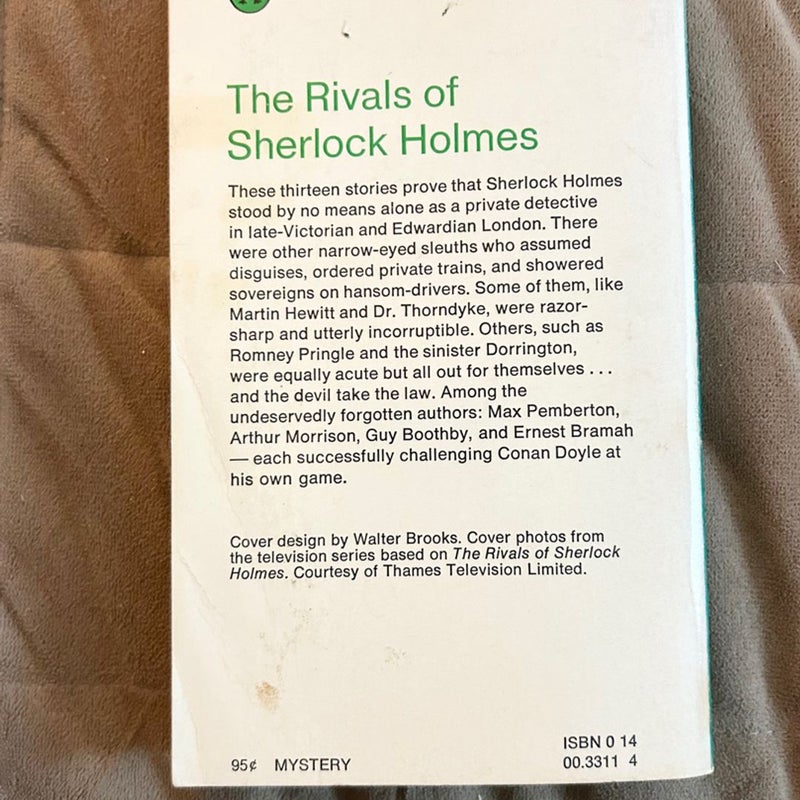 The Rivals of
Sherlock Holmes
These thirteen stories prove that Sherlock Holmes
stood by no means alone as a private detective
in late-Victorian and Edwardian London. There
were other narrow-eyed sleuths who assumed
disguises, ordered private trains, and showered
sovereigns on hansom-drivers. Some of them, like
Martin Hewitt and Dr. Thorndyke, were razor-
sharp and utterly incorruptible. Others, such as
Romney Pringle and the sinister Dorrington,
were equally acute but all out for themselves . . .
and the devil take the law. Among the
undeservedly forgotten authors: Max Pemberton,
Arthur Morrison, Guy Boothby, and Ernest Bramah
— each successfully challenging Conan Doyle at
his own game.
Cover design by Walter Brooks. Cover photos from
the television series based on The Rivals of Sherlock
Holmes. Courtesy of Thames Television Limited.
ISBN 0 14
95¢ MYSTERY 00.3311 4